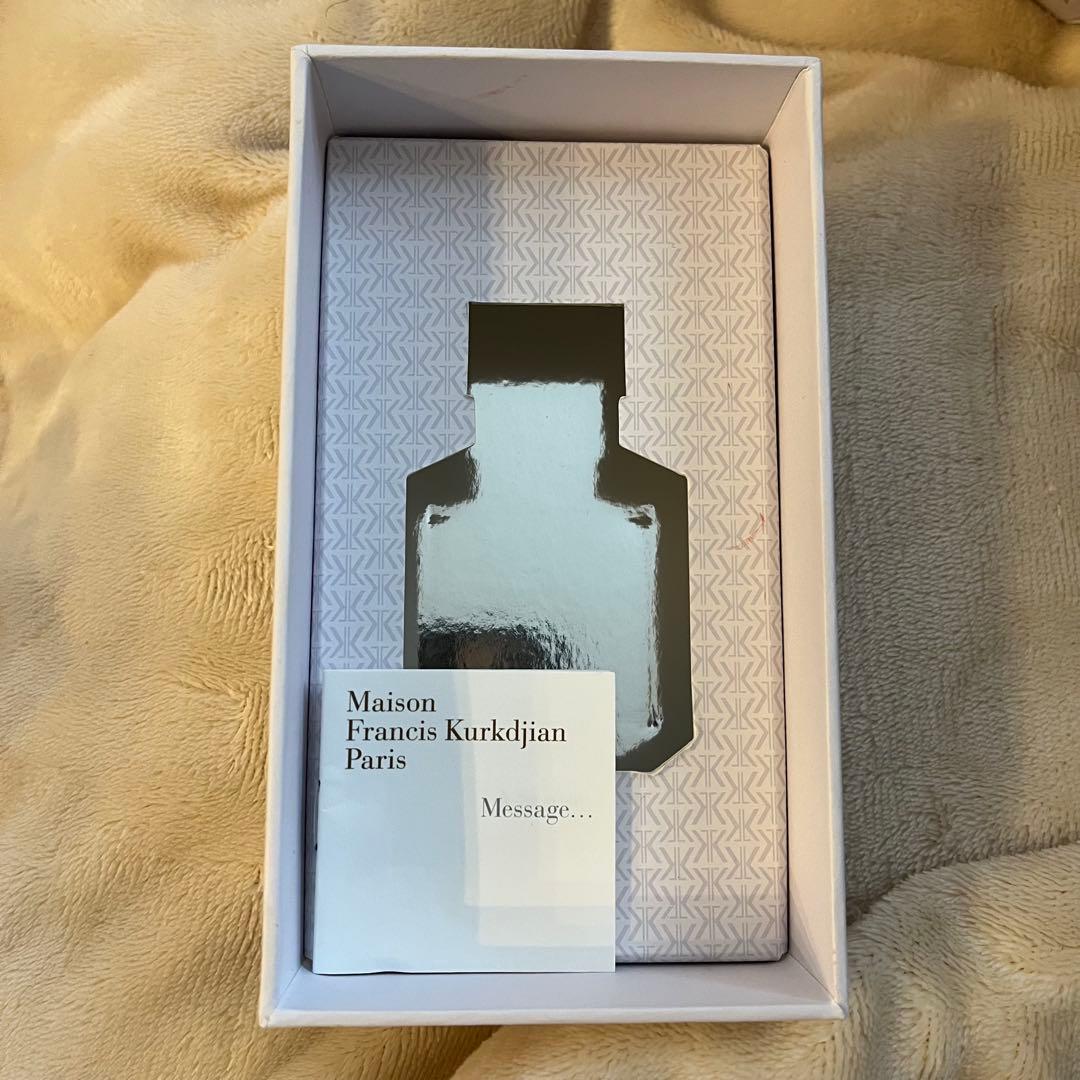 Maison
Francis Kurkdjian
Paris
Message...